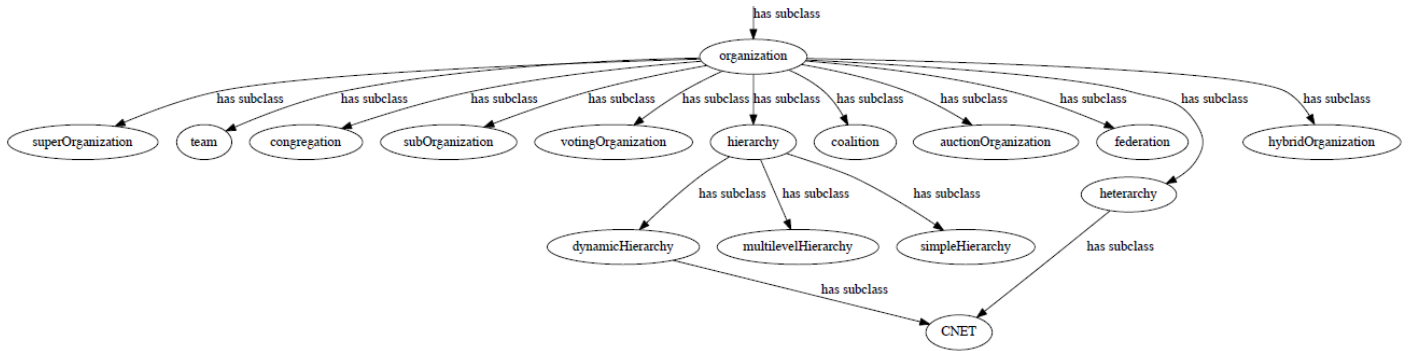 has subclass
organization
has subclass has subclass has subclass has subclass has subclass has subclass has subclass has subclass has subclass has subclass has subclass
superOrganization team congregation subOrganization votingOrganization hierarchy coalition auctionOrganization federation hybridOrganization
has subclass has subclass has subclass heterarchy
dynamicHierarchy multilevelHierarchy simpleHierarchy has subclass
has subclass
CNET